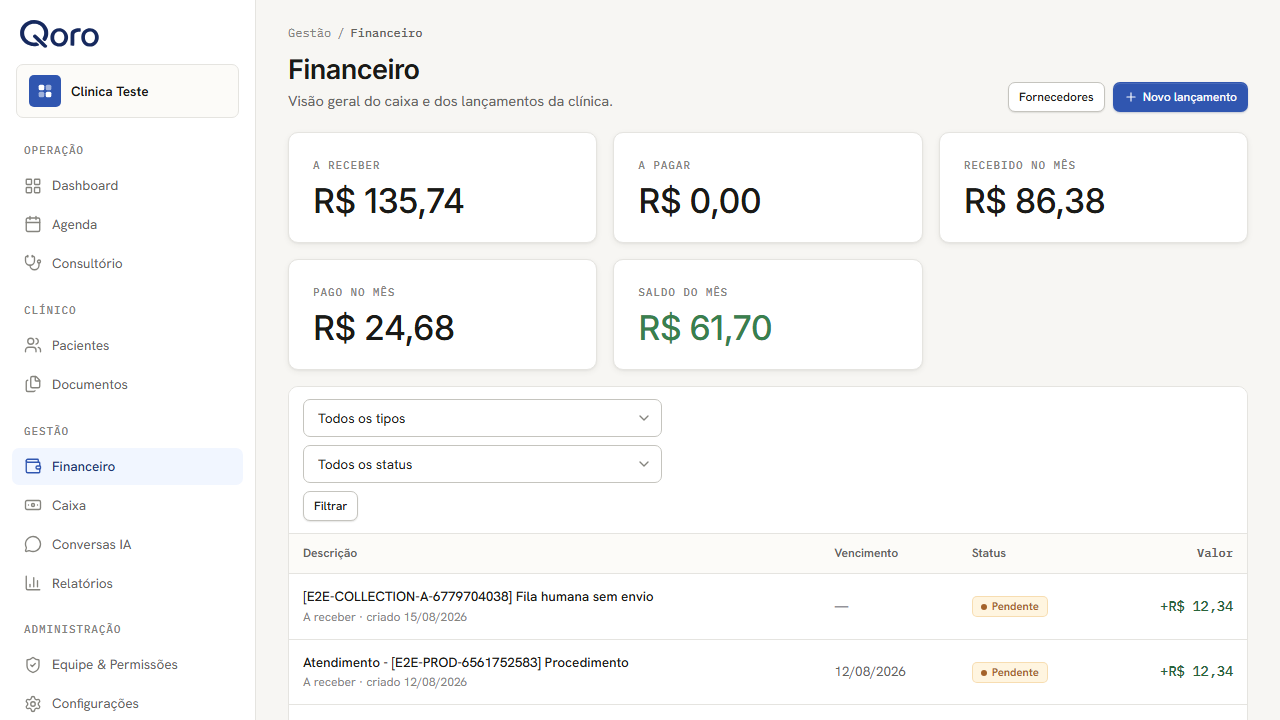 Qoro
Clinica Teste
OPERAÇÃO
Dashboard
Agenda
Consultório
CLÍNICO
Pacientes
Documentos
GESTÃO
Financeiro
Caixa
Conversas IA
Relatórios
ADMINISTRAÇÃO
Equipe & Permissões
Configurações
Gestão / Financeiro
Financeiro
Visão geral do caixa e dos lançamentos da clínica.
Fornecedores
+ Novo lançamento
A RECEBER
R$ 135,74
A PAGAR
R$ 0,00
RECEBIDO NO MÊS
R$ 86,38
PAGO NO MÊS
R$ 24,68
SALDO DO MÊS
R$ 61,70
Todos os tipos
Todos os status
Filtrar
Descrição Vencimento Status Valor
[E2E-COLLECTION-A-6779704038] Fila humana sem envio
A receber · criado 15/08/2026
— Pendente +R$ 12,34
Atendimento - [E2E-PROD-6561752583] Procedimento
A receber · criado 12/08/2026
12/08/2026 Pendente +R$ 12,34